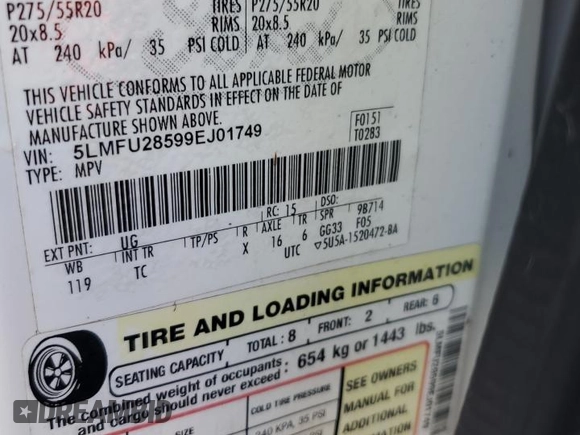 P275/55R20 TIRES P275/55R20
20x8.5 RIMS 20x8.5
AT 240 kPa/ 35 PSI COLD AT 240 kPa/ 35 PSI COLD
THIS VEHICLE CONFORMS TO ALL APPLICABLE FEDERAL MOTOR
VEHICLE SAFETY STANDARDS IN EFFECT ON THE DATE OF
MANUFACTURE SHOWN ABOVE.
VIN: 5LMFU28599EJ01749 F0151
TYPE: MPV T0283
EXT PNT: UG RC: 15 DSO:
WB INT TR TP/PS R AXLE TR SPR 9B714
119 TC X 16 6 GG33 F05
UTC ▽5U5A-1520472-BA
TIRE AND LOADING INFORMATION
SEATING CAPACITY TOTAL: 8 FRONT: 2 REAR: 6
The combined weight of occupants and cargo should never exceed: 654 kg or 1443 lbs.
SIZE COLD TIRE PRESSURE SEE OWNERS
240 KPA, 35 PSI MANUAL FOR
ADDITIONAL
DREAMBID